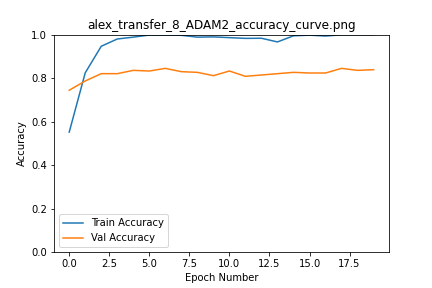 alex_transfer_8_ADAM2_accuracy_curve.png
1.0
0.8
0.6
0.4
0.2
0.0
Accuracy
Train Accuracy
Val Accuracy
0.0 2.5 5.0 7.5 10.0 12.5 15.0 17.5
Epoch Number